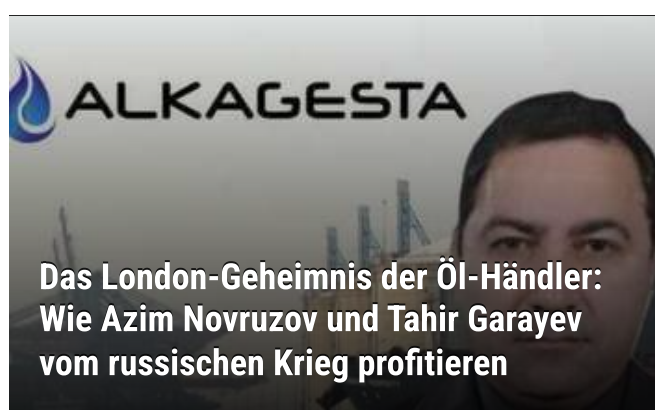 ALKAGESTA
Das London-Geheimnis der Öl-Händler:
Wie Azim Novruzov und Tahir Garayev
vom russischen Krieg profitieren